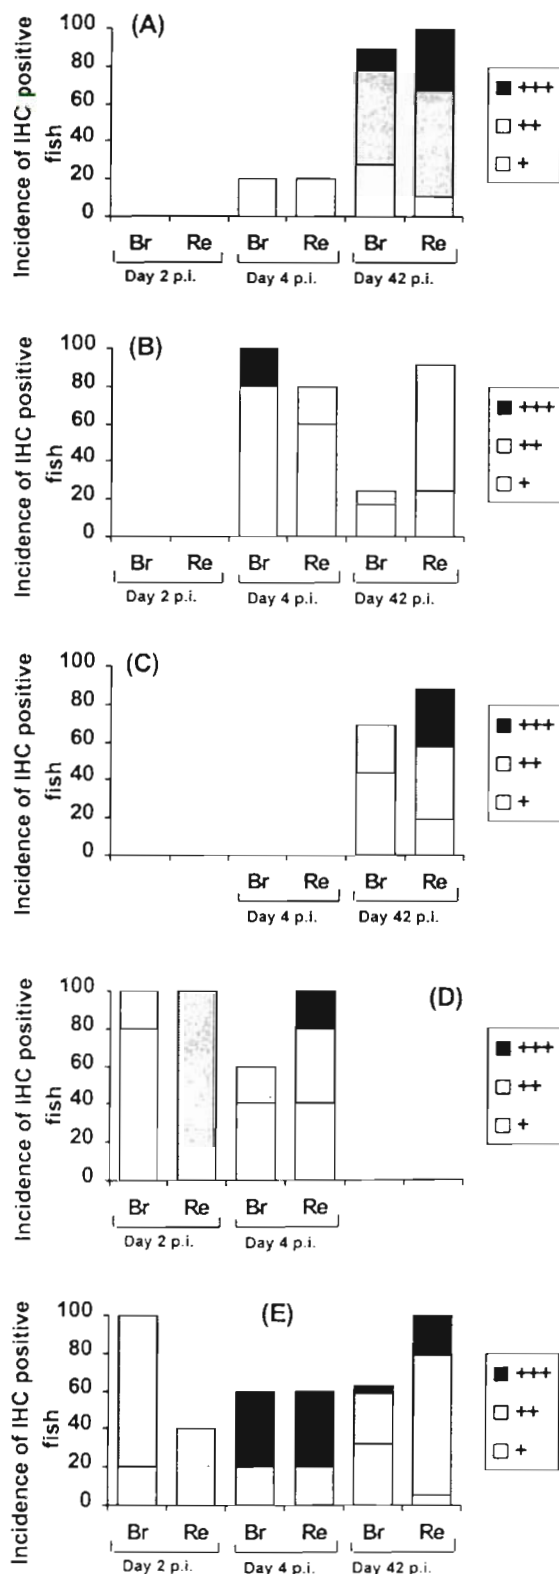 (A)
Incidence of IHC positive
fish
100
80
60
40
20
0
Br Re Br Re Br Re
Day 2 p.i. Day 4 p.i. Day 42 p.i.
+++
++
+
(B)
Incidence of IHC positive
fish
100
80
60
40
20
0
Br Re Br Re Br Re
Day 2 p.i. Day 4 p.i. Day 42 p.i.
+++
++
+
(C)
Incidence of IHC positive
fish
100
80
60
40
20
0
Br Re Br Re
Day 4 p.i. Day 42 p.i.
+++
++
+
(D)
Incidence of IHC positive
fish
100
80
60
40
20
0
Br Re Br Re
Day 2 p.i. Day 4 p.i.
+++
++
+
(E)
Incidence of IHC positive
fish
100
80
60
40
20
0
Br Re Br Re Br Re
Day 2 p.i. Day 4 p.i. Day 42 p.i.
+++
++
+